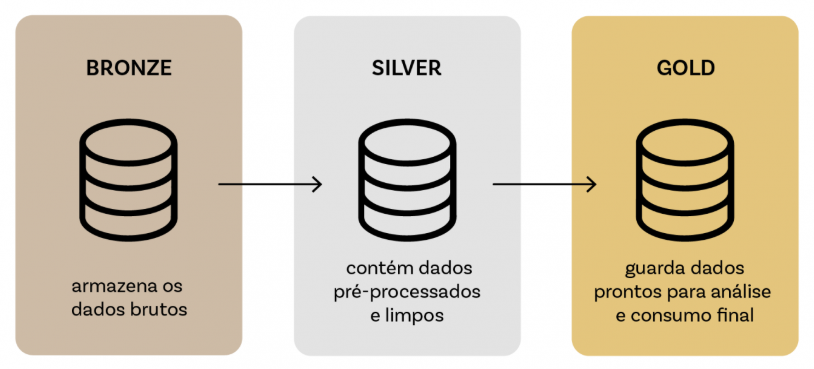 BRONZE
armazena os
dados brutos
SILVER
contém dados
pré-processados
e limpos
GOLD
guarda dados
prontos para análise
e consumo final